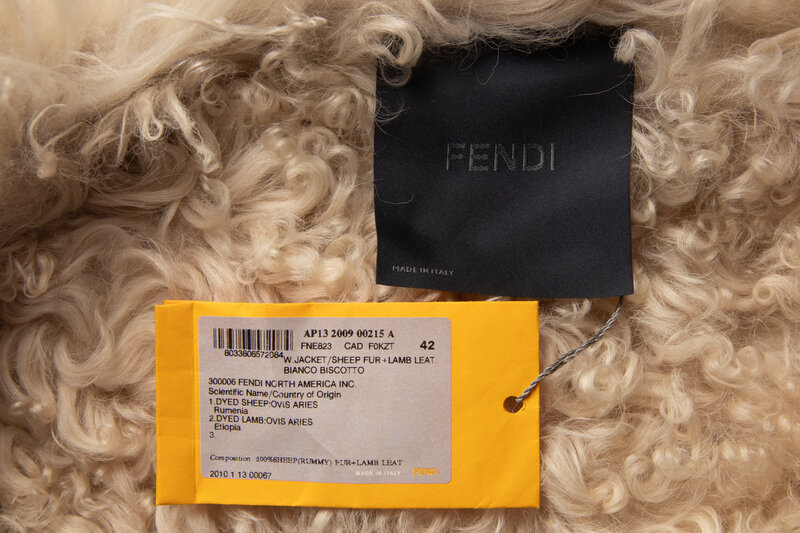 FENDI
MADE IN ITALY
AP13 2009 00215 A
FNE823 CAD F0KZT 42
8033806572084
W.JACKET/SHEEP FUR+LAMB LEAT.
BIANCO BISCOTTO
300006 FENDI NORTH AMERICA INC.
Scientific Name/Country of Origin
1.DYED SHEEP:OVIS ARIES
Rumenia
2.DYED LAMB:OVIS ARIES
Etiopia
3.
Composition 100%SHEEP(RUMMY) FUR+LAMB LEAT
2010 1 13 00067 MADE IN ITALY FENDI